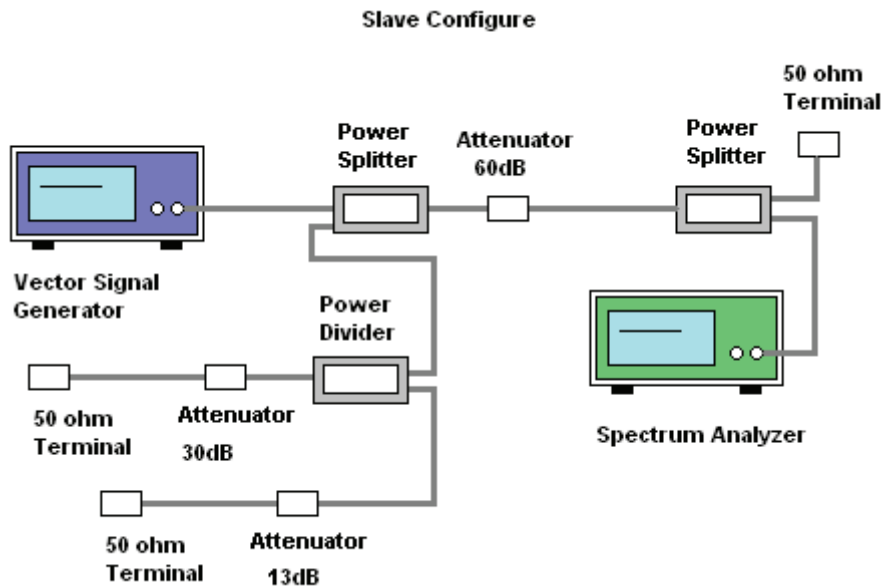 Slave Configure
50 ohm
Terminal
Power
Splitter
Attenuator
60dB
Power
Splitter
Vector Signal
Generator
Power
Divider
50 ohm
Terminal
Attenuator
30dB
Spectrum Analyzer
50 ohm
Terminal
Attenuator
13dB